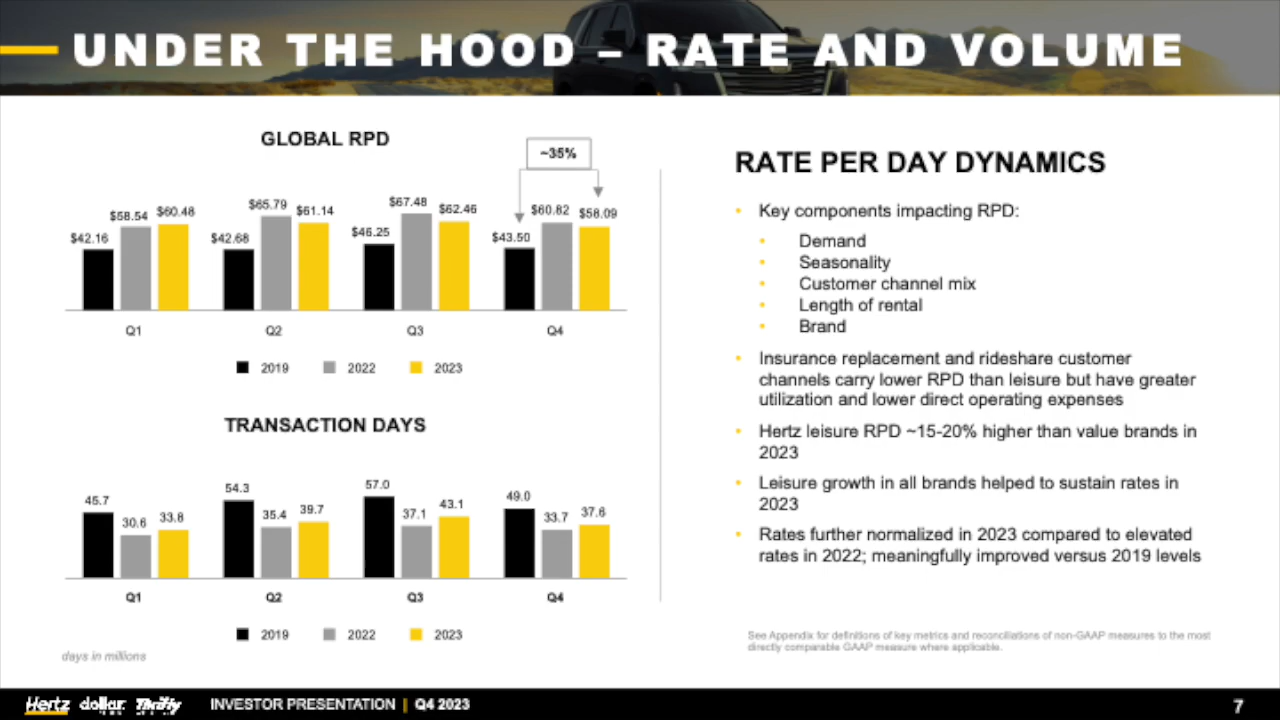 UNDER THE HOOD – RATE AND VOLUME
GLOBAL RPD
~35%
$42.16 $58.54 $60.48
$42.68 $65.79 $61.14
$46.25 $67.48 $62.46
$43.50 $60.82 $58.09
Q1 Q2 Q3 Q4
2019 2022 2023
TRANSACTION DAYS
45.7 30.6 33.8
54.3 35.4 39.7
57.0 37.1 43.1
49.0 33.7 37.6
Q1 Q2 Q3 Q4
2019 2022 2023
days in millions
RATE PER DAY DYNAMICS
• Key components impacting RPD:
• Demand
• Seasonality
• Customer channel mix
• Length of rental
• Brand
• Insurance replacement and rideshare customer
channels carry lower RPD than leisure but have greater
utilization and lower direct operating expenses
• Hertz leisure RPD ~15-20% higher than value brands in
2023
• Leisure growth in all brands helped to sustain rates in
2023
• Rates further normalized in 2023 compared to elevated
rates in 2022; meaningfully improved versus 2019 levels
See Appendix for definitions of key metrics and reconciliations of non-GAAP measures to the most
directly comparable GAAP measure where applicable.
Hertz dollar. Thrifty INVESTOR PRESENTATION | Q4 2023 7